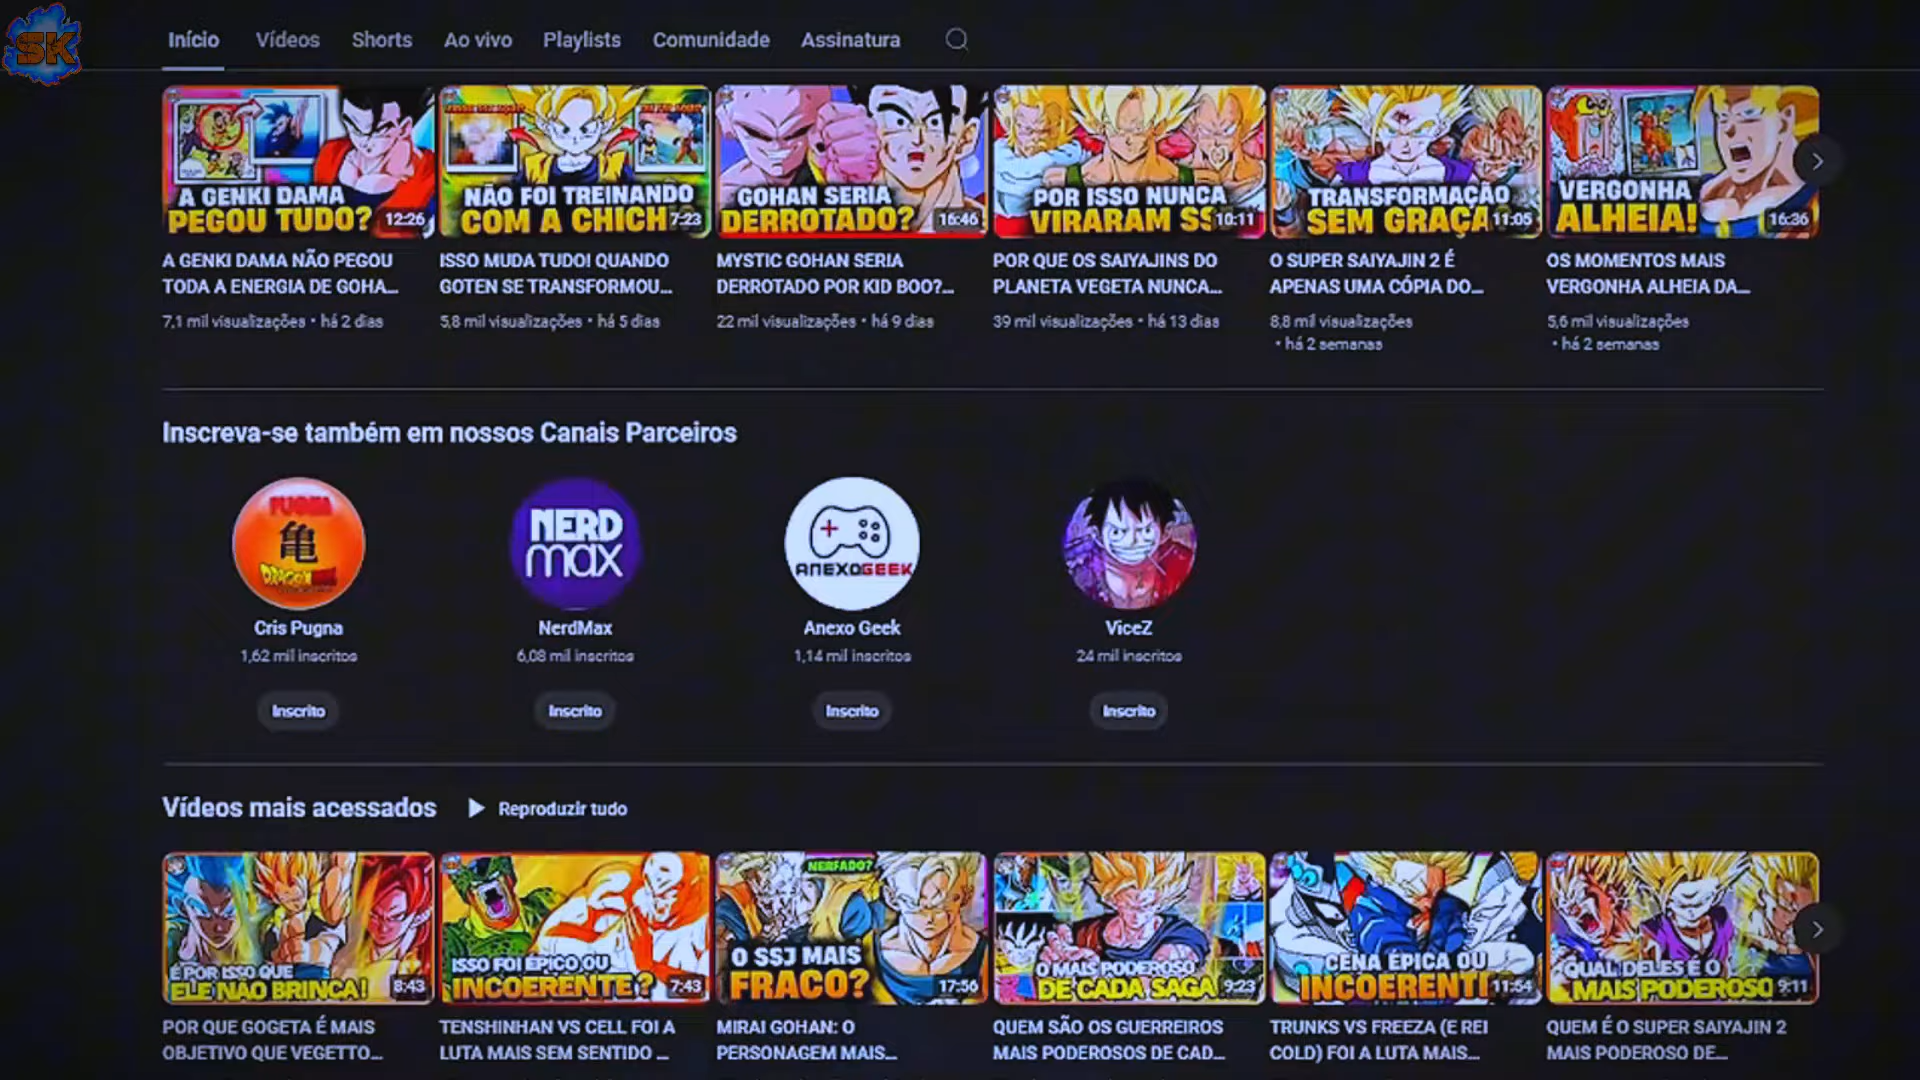 SK
Início Vídeos Shorts Ao vivo Playlists Comunidade Assinatura
A GENKI DAMA
PEGOU TUDO?
12:26
NÃO FOI TREINANDO
COM A CHICH
7:23
GOHAN SERIA
DERROTADO?
16:46
POR ISSO NUNCA
VIRARAM SS
10:11
TRANSFORMAÇÃO
SEM GRAÇA
11:05
VERGONHA
ALHEIA!
16:36
A GENKI DAMA NÃO PEGOU
TODA A ENERGIA DE GOHA...
7,1 mil visualizações • há 2 dias
ISSO MUDA TUDO! QUANDO
GOTEN SE TRANSFORMOU...
5,8 mil visualizações • há 5 dias
MYSTIC GOHAN SERIA
DERROTADO POR KID BOO?...
22 mil visualizações • há 9 dias
POR QUE OS SAIYAJINS DO
PLANETA VEGETA NUNCA...
39 mil visualizações • há 13 dias
O SUPER SAIYAJIN 2 É
APENAS UMA CÓPIA DO...
8,8 mil visualizações
• há 2 semanas
OS MOMENTOS MAIS
VERGONHA ALHEIA DA...
5,6 mil visualizações
• há 2 semanas
Inscreva-se também em nossos Canais Parceiros
PUGNA
亀
DRAGON
NERD
max
ANEXOGEEK
Cris Pugna
1,62 mil inscritos
Inscrito
NerdMax
6,08 mil inscritos
Inscrito
Anexo Geek
1,14 mil inscritos
Inscrito
ViceZ
24 mil inscritos
Inscrito
Vídeos mais acessados Reproduzir tudo
É POR ISSO QUE
ELE NÃO BRINCA!
8:43
ISSO FOI ÉPICO OU
INCOERENTE?
7:43
NERFADO?
O SSJ MAIS
FRACO?
17:56
O MAIS PODEROSO
DE CADA SAGA
9:23
CENA ÉPICA OU
INCOERENT
11:54
QUAL DELES É O
MAIS PODEROSO
9:11
POR QUE GOGETA É MAIS
OBJETIVO QUE VEGETTO...
TENSHINHAN VS CELL FOI A
LUTA MAIS SEM SENTIDO ...
MIRAI GOHAN: O
PERSONAGEM MAIS...
QUEM SÃO OS GUERREIROS
MAIS PODEROSOS DE CAD...
TRUNKS VS FREEZA (E REI
COLD) FOI A LUTA MAIS...
QUEM É O SUPER SAIYAJIN 2
MAIS PODEROSO DE...